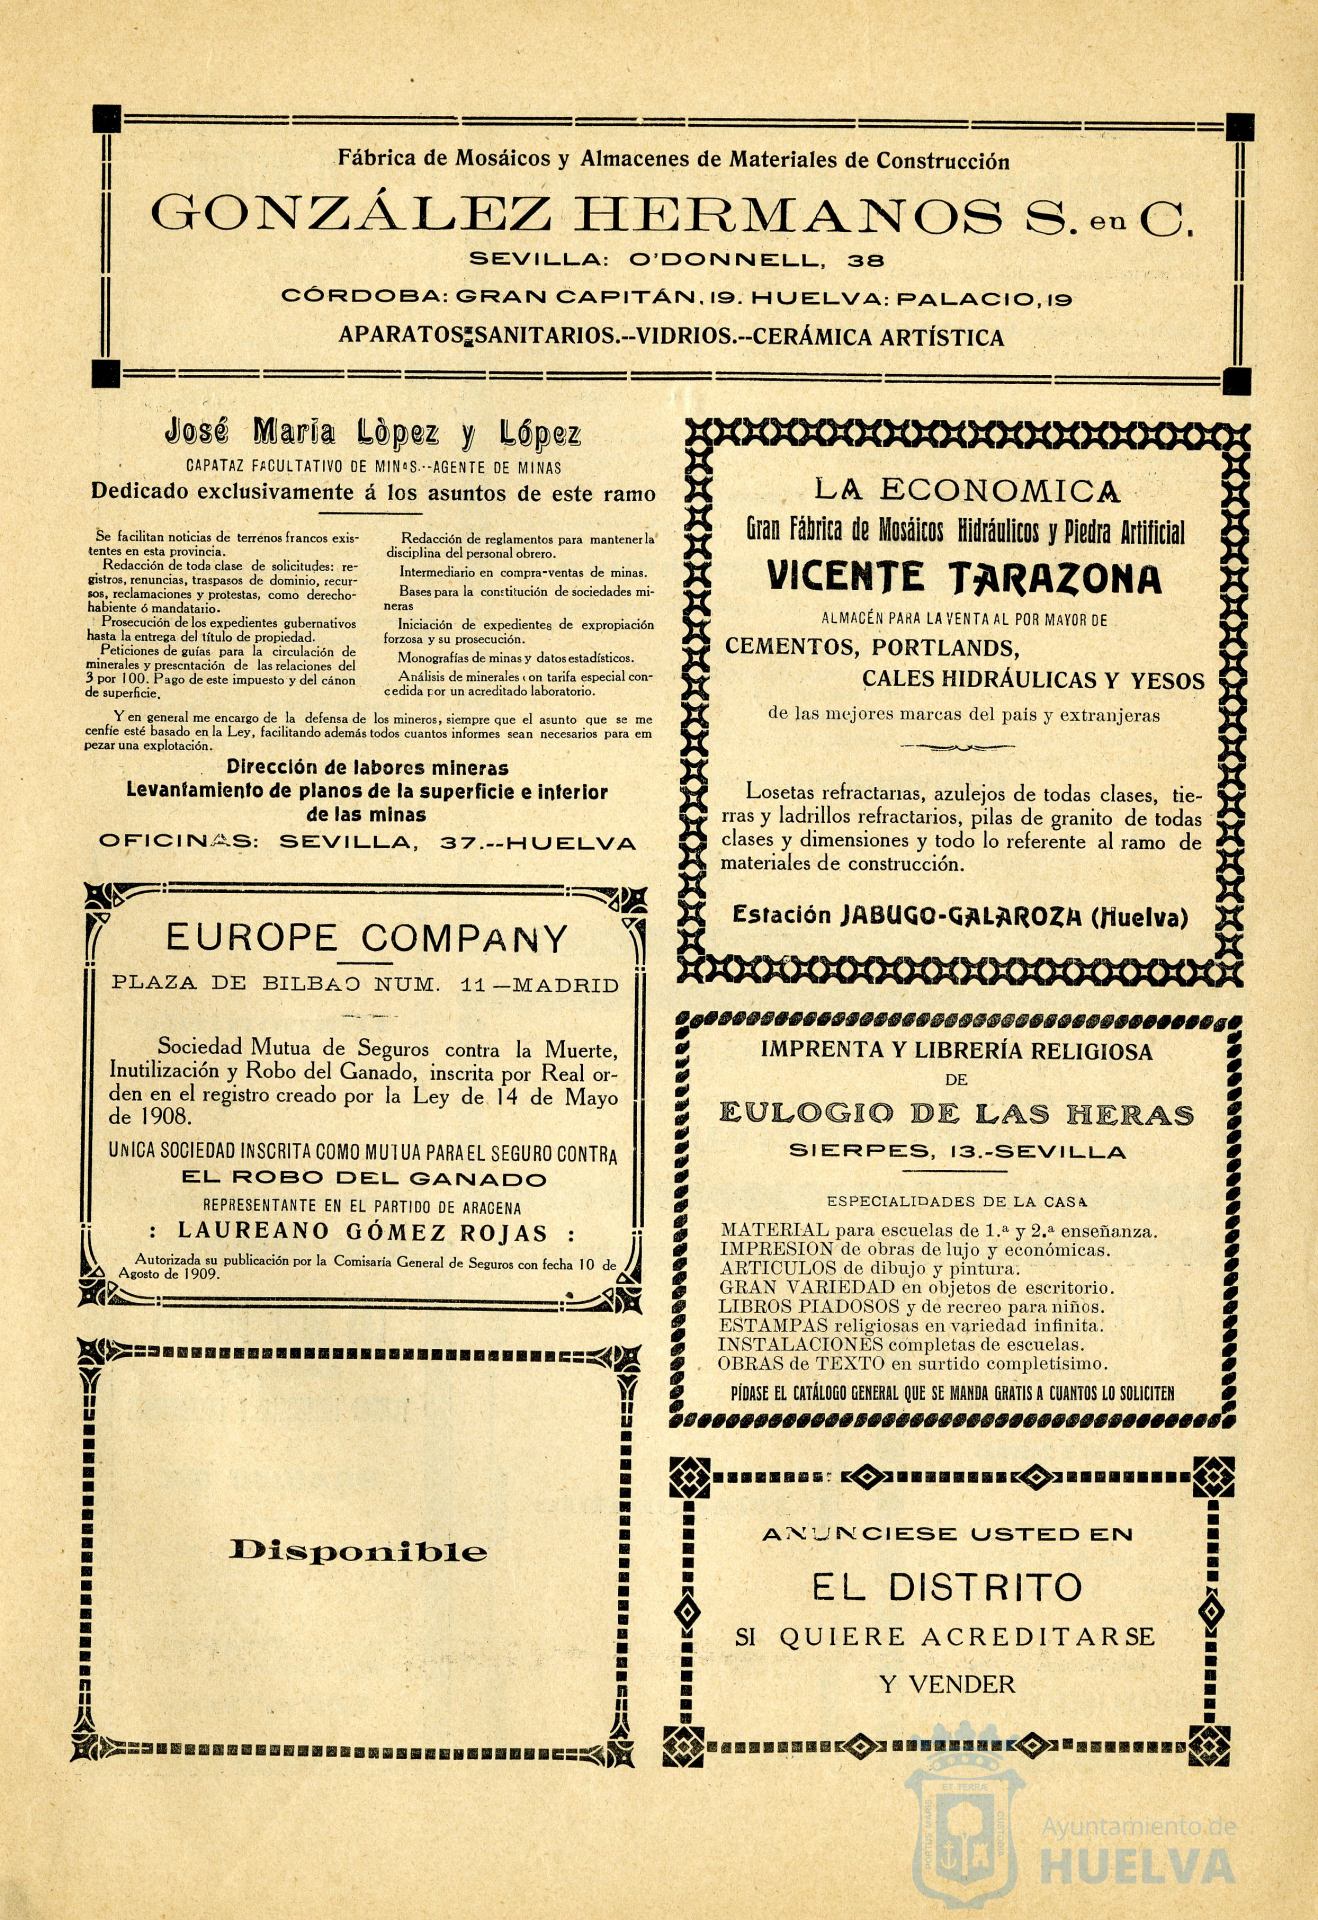 Fábrica de Mosáicos y Almacenes de Materiales de Construcción
GONZÁLEZ HERMANOS S. en C.
SEVILLA: O'DONNELL, 38
CÓRDOBA: GRAN CAPITÁN, 19. HUELVA: PALACIO, 19
APARATOS SANITARIOS.--VIDRIOS.--CERÁMICA ARTÍSTICA
José María Lòpez y López
CAPATAZ FACULTATIVO DE MINAS.--AGENTE DE MINAS
Dedicado exclusivamente á los asuntos de este ramo
Se facilitan noticias de terrenos francos exis-
tentes en esta provincia.
Redacción de toda clase de solicitudes: re-
gistros, renuncias, traspasos de dominio, recur-
sos, reclamaciones y protestas, como derecho-
habiente ó mandatario.
Prosecución de los expedientes gubernativos
hasta la entrega del título de propiedad.
Peticiones de guías para la circulación de
minerales y presentación de las relaciones del
3 por 100. Pago de este impuesto y del cánon
de superficie.
Redacción de reglamentos para mantener la
disciplina del personal obrero.
Intermediario en compra-ventas de minas.
Bases para la constitución de sociedades mi-
neras
Iniciación de expedientes de expropiación
forzosa y su prosecución.
Monografías de minas y datos estadísticos.
Análisis de minerales con tarifa especial con-
cedida por un acreditado laboratorio.
Y en general me encargo de la defensa de los mineros, siempre que el asunto que se me
cenfie esté basado en la Ley, facilitando además todos cuantos informes sean necesarios para em
pezar una explotación.
Dirección de labores mineras
Levantamiento de planos de la superficie e interior
de las minas
OFICINAS: SEVILLA, 37.--HUELVA
EUROPE COMPANY
PLAZA DE BILBAO NUM. 11—MADRID
Sociedad Mutua de Seguros contra la Muerte,
Inutilización y Robo del Ganado, inscrita por Real or-
den en el registro creado por la Ley de 14 de Mayo
de 1908.
UNICA SOCIEDAD INSCRITA COMO MUTUA PARA EL SEGURO CONTRA
EL ROBO DEL GANADO
REPRESENTANTE EN EL PARTIDO DE ARACENA
: LAUREANO GÓMEZ ROJAS :
Autorizada su publicación por la Comisaría General de Seguros con fecha 10 de
Agosto de 1909.
Disponible
LA ECONOMICA
Gran Fábrica de Mosáicos Hidráulicos y Piedra Artificial
VICENTE TARAZONA
ALMACÉN PARA LA VENTA AL POR MAYOR DE
CEMENTOS, PORTLANDS,
CALES HIDRÁULICAS Y YESOS
de las mejores marcas del país y extranjeras
Losetas refractarias, azulejos de todas clases, tie-
rras y ladrillos refractarios, pilas de granito de todas
clases y dimensiones y todo lo referente al ramo de
materiales de construcción.
Estación JABUGO-GALAROZA (Huelva)
IMPRENTA Y LIBRERÍA RELIGIOSA
DE
EULOGIO DE LAS HERAS
SIERPES, 13.-SEVILLA
ESPECIALIDADES DE LA CASA
MATERIAL para escuelas de 1.ª y 2.ª enseñanza.
IMPRESION de obras de lujo y económicas.
ARTICULOS de dibujo y pintura.
GRAN VARIEDAD en objetos de escritorio.
LIBROS PIADOSOS y de recreo para niños.
ESTAMPAS religiosas en variedad infinita.
INSTALACIONES completas de escuelas.
OBRAS de TEXTO en surtido completísimo.
PÍDASE EL CATÁLOGO GENERAL QUE SE MANDA GRATIS A CUANTOS LO SOLICITEN
ANUNCIESE USTED EN
EL DISTRITO
SI QUIERE ACREDITARSE
Y VENDER
PORTUS MARIS
ET TERRÆ
CUSTODIA
Ayuntamiento de
HUELVA